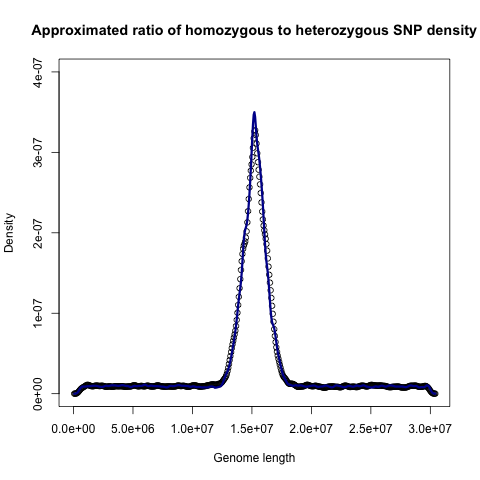 Approximated ratio of homozygous to heterozygous SNP density
4e-07
3e-07
2e-07
1e-07
0e+00
Density
0.0e+00 5.0e+06 1.0e+07 1.5e+07 2.0e+07 2.5e+07 3.0e+07
Genome length